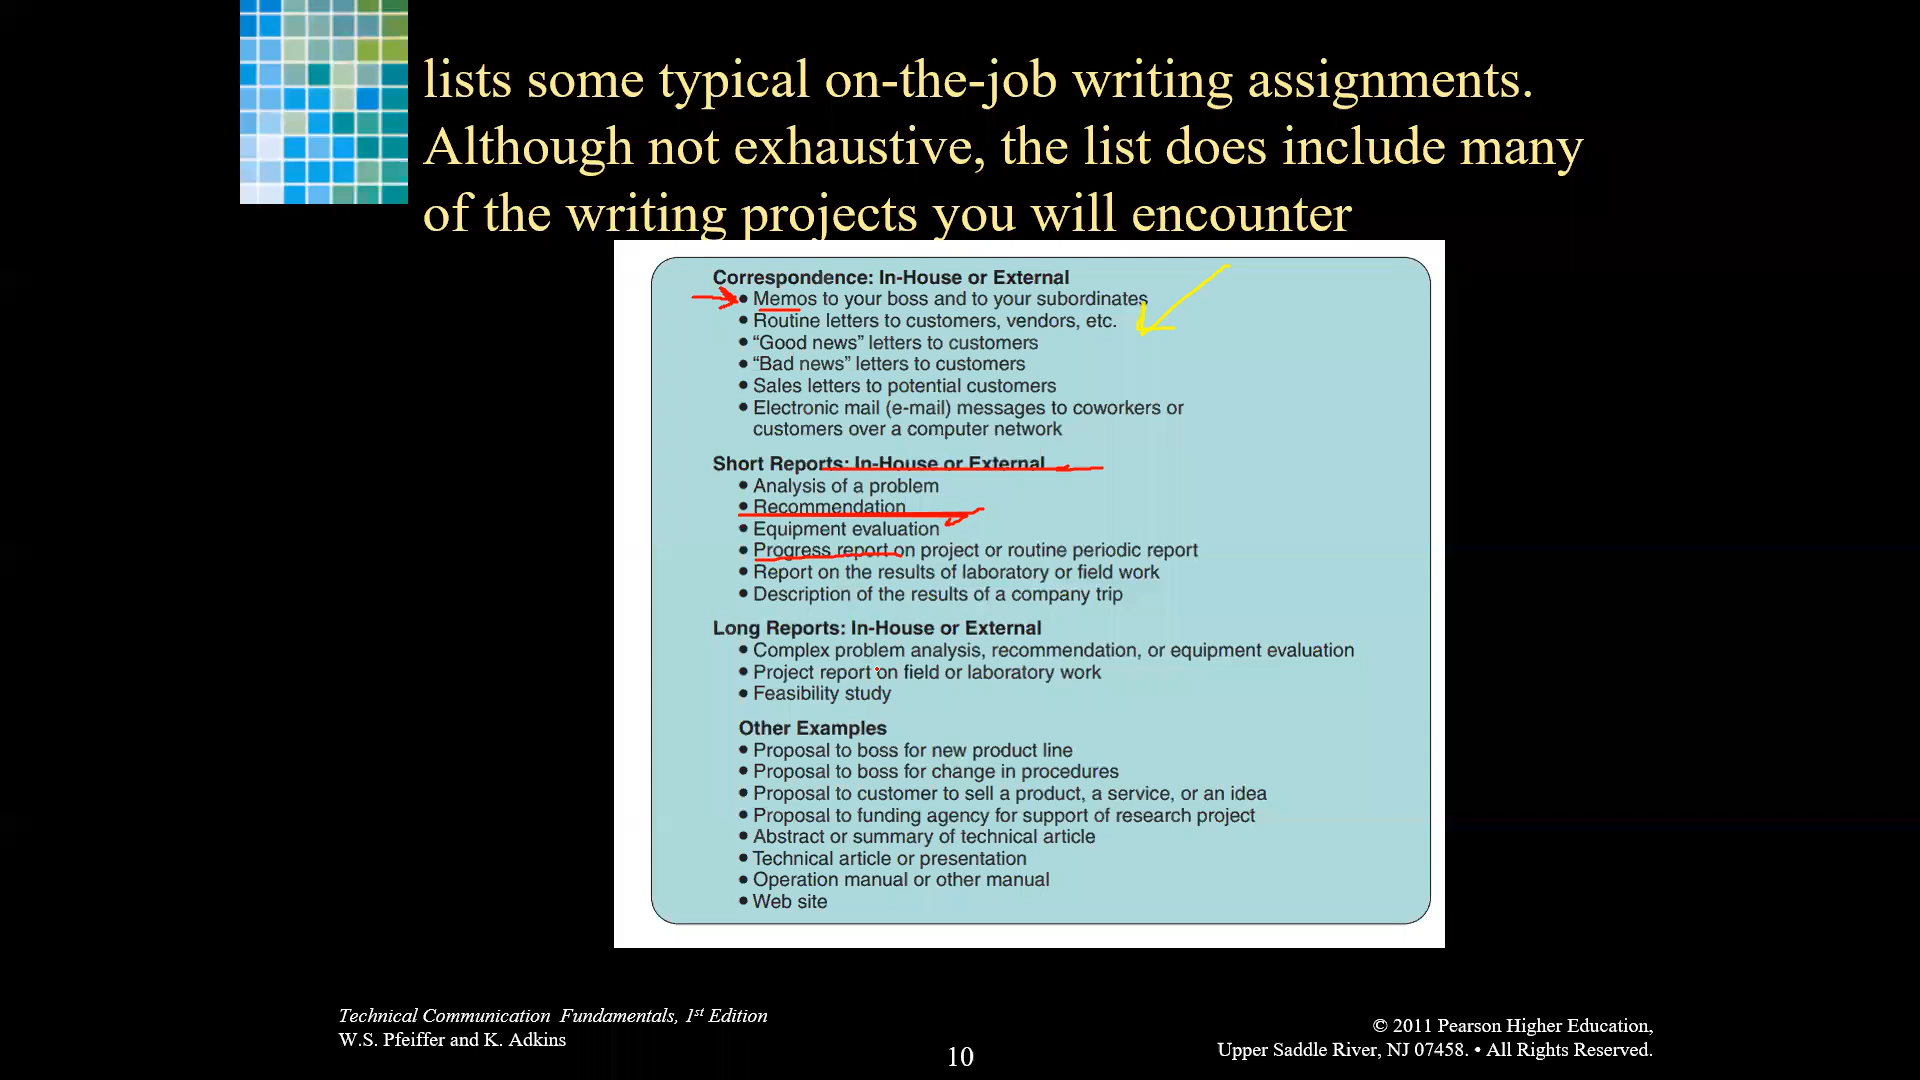 lists some typical on-the-job writing assignments.
Although not exhaustive, the list does include many
of the writing projects you will encounter
Correspondence: In-House or External
• Memos to your boss and to your subordinates
• Routine letters to customers, vendors, etc.
• “Good news” letters to customers
• “Bad news” letters to customers
• Sales letters to potential customers
• Electronic mail (e-mail) messages to coworkers or
customers over a computer network
Short Reports: In-House or External
• Analysis of a problem
• Recommendation
• Equipment evaluation
• Progress report on project or routine periodic report
• Report on the results of laboratory or field work
• Description of the results of a company trip
Long Reports: In-House or External
• Complex problem analysis, recommendation, or equipment evaluation
• Project report on field or laboratory work
• Feasibility study
Other Examples
• Proposal to boss for new product line
• Proposal to boss for change in procedures
• Proposal to customer to sell a product, a service, or an idea
• Proposal to funding agency for support of research project
• Abstract or summary of technical article
• Technical article or presentation
• Operation manual or other manual
• Web site
Technical Communication Fundamentals, 1st Edition
W.S. Pfeiffer and K. Adkins
10
© 2011 Pearson Higher Education,
Upper Saddle River, NJ 07458. • All Rights Reserved.